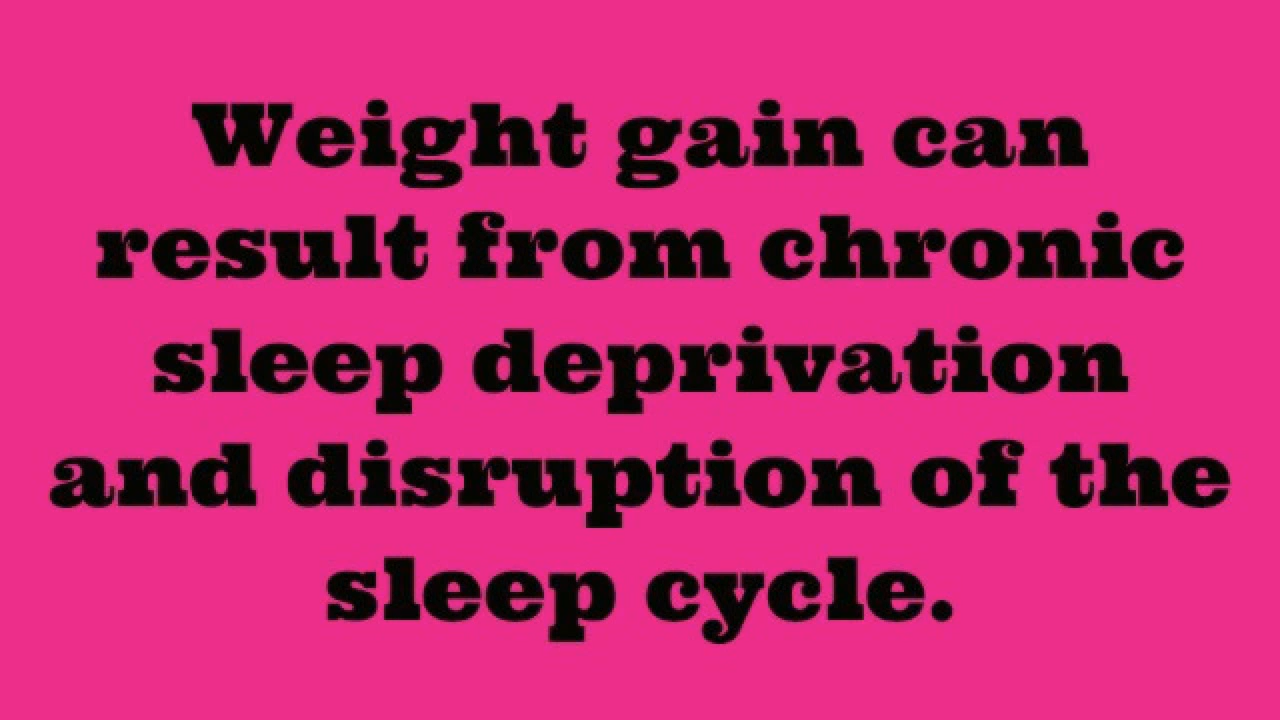 Weight gain can
result from chronic
sleep deprivation
and disruption of the
sleep cycle.